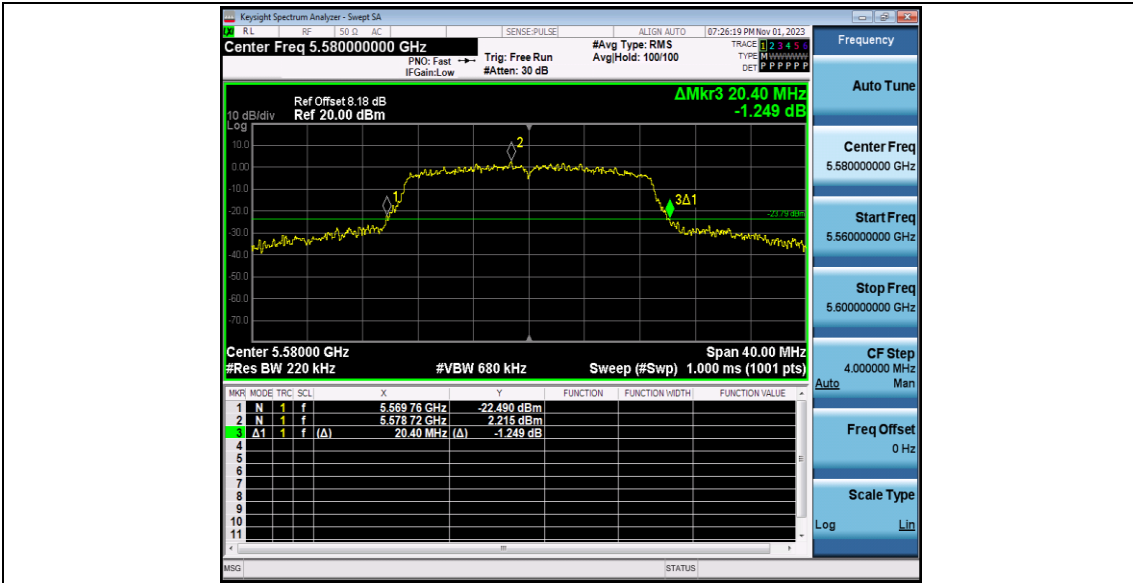 Keysight Spectrum Analyzer - Swept SA
RL RF 50 Ω AC SENSE:PULSE ALIGN AUTO 07:26:19 PM Nov 01, 2023
Center Freq 5.580000000 GHz
PNO: Fast
IFGain:Low
Trig: Free Run
#Atten: 30 dB
#Avg Type: RMS
Avg|Hold: 100/100
TRACE 1 2 3 4 5 6
TYPE M WWWWW
DET P P P P P P
Frequency
Auto Tune
Center Freq
5.580000000 GHz
Start Freq
5.560000000 GHz
Stop Freq
5.600000000 GHz
CF Step
4.000000 MHz
Auto Man
Freq Offset
0 Hz
Scale Type
Log Lin
ΔMkr3 20.40 MHz
-1.249 dB
Ref Offset 8.18 dB
10 dB/div Ref 20.00 dBm
Log
10.0
0.00
-10.0
-20.0
-30.0
-40.0
-50.0
-60.0
-70.0
1
2
3Δ1
-23.79 dBm
Center 5.58000 GHz Span 40.00 MHz
#Res BW 220 kHz #VBW 680 kHz Sweep (#Swp) 1.000 ms (1001 pts)
MKR MODE TRC SCL X Y FUNCTION FUNCTION WIDTH FUNCTION VALUE
1 N 1 f 5.569 76 GHz -22.490 dBm
2 N 1 f 5.578 72 GHz 2.215 dBm
3 Δ1 1 f (Δ) 20.40 MHz (Δ) -1.249 dB
4
5
6
7
8
9
10
11
MSG STATUS